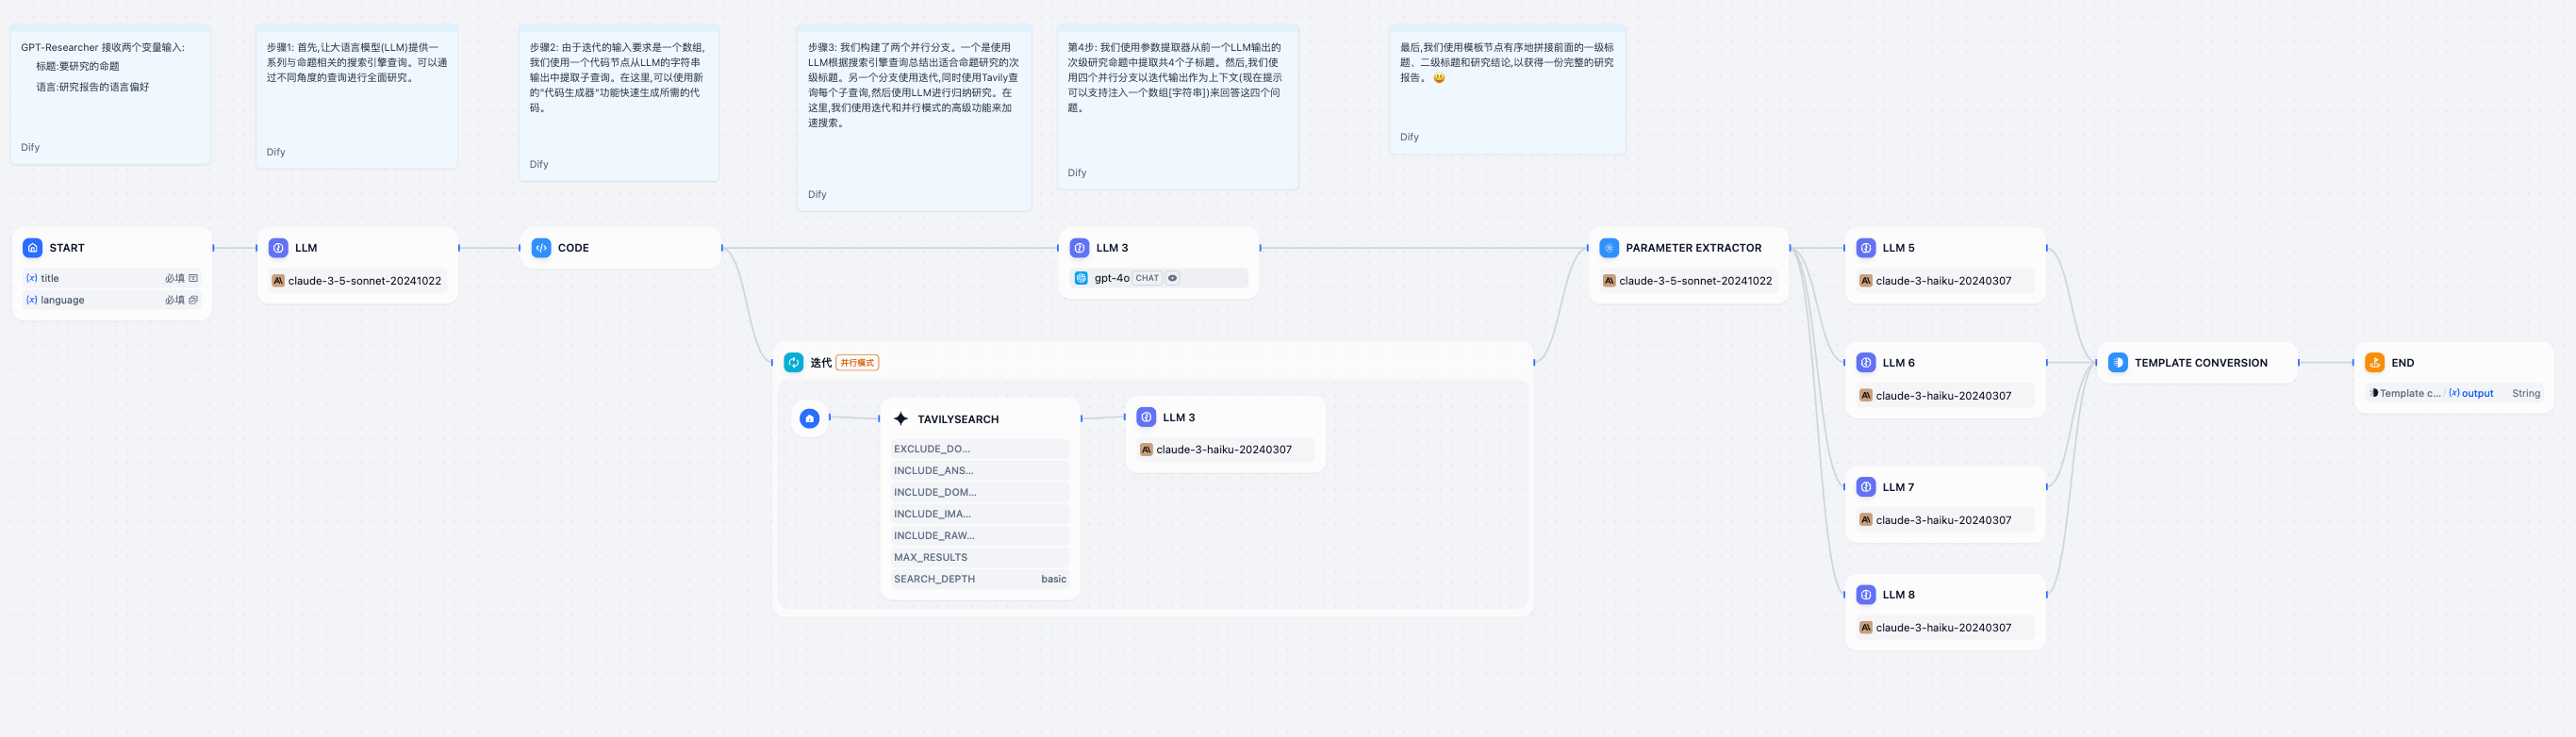 GPT-Researcher 接收两个变量输入:
标题:要研究的命题
语言:研究报告的语言偏好
Dify
步骤1: 首先,让大语言模型(LLM)提供一
系列与命题相关的搜索引擎查询。可以通
过不同角度的查询进行全面研究。
Dify
步骤2: 由于迭代的输入要求是一个数组,
我们使用一个代码节点从LLM的字符串
输出中提取子查询。在这里,可以使用新
的"代码生成器"功能快速生成所需的代
码。
Dify
步骤3: 我们构建了两个并行分支。一个是使用
LLM根据搜索引擎查询总结出适合命题研究的次
级标题。另一个分支使用迭代,同时使用Tavily查
询每个子查询,然后使用LLM进行归纳研究。在
这里,我们使用迭代和并行模式的高级功能来加
速搜索。
Dify
第4步: 我们使用参数提取器从前一个LLM输出的
次级研究命题中提取共4个子标题。然后,我们使
用四个并行分支以迭代输出作为上下文(现在提示
可以支持注入一个数组[字符串])来回答这四个问
题。
Dify
最后,我们使用模板节点有序地拼接前面的一级标
题、二级标题和研究结论,以获得一份完整的研究
报告。 😀
Dify
START
{x} title 必填
{x} language 必填
LLM
claude-3-5-sonnet-20241022
CODE
LLM 3
gpt-4o CHAT
迭代 并行模式
TAVILYSEARCH
EXCLUDE_DO...
INCLUDE_ANS...
INCLUDE_DOM...
INCLUDE_IMA...
INCLUDE_RAW...
MAX_RESULTS
SEARCH_DEPTH basic
LLM 3
claude-3-haiku-20240307
PARAMETER EXTRACTOR
claude-3-5-sonnet-20241022
LLM 5
claude-3-haiku-20240307
LLM 6
claude-3-haiku-20240307
LLM 7
claude-3-haiku-20240307
LLM 8
claude-3-haiku-20240307
TEMPLATE CONVERSION
END
Template c... / {x} output String